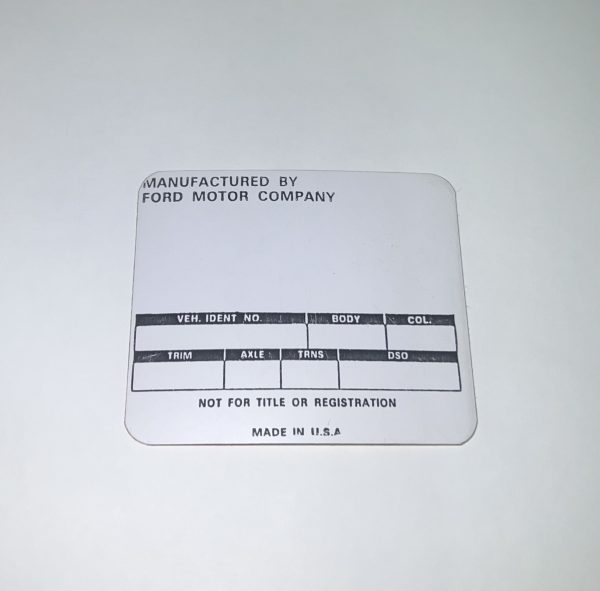 MANUFACTURED BY
FORD MOTOR COMPANY
VEH. IDENT NO. BODY COL.
TRIM AXLE TRNS DSO
NOT FOR TITLE OR REGISTRATION
MADE IN U.S.A